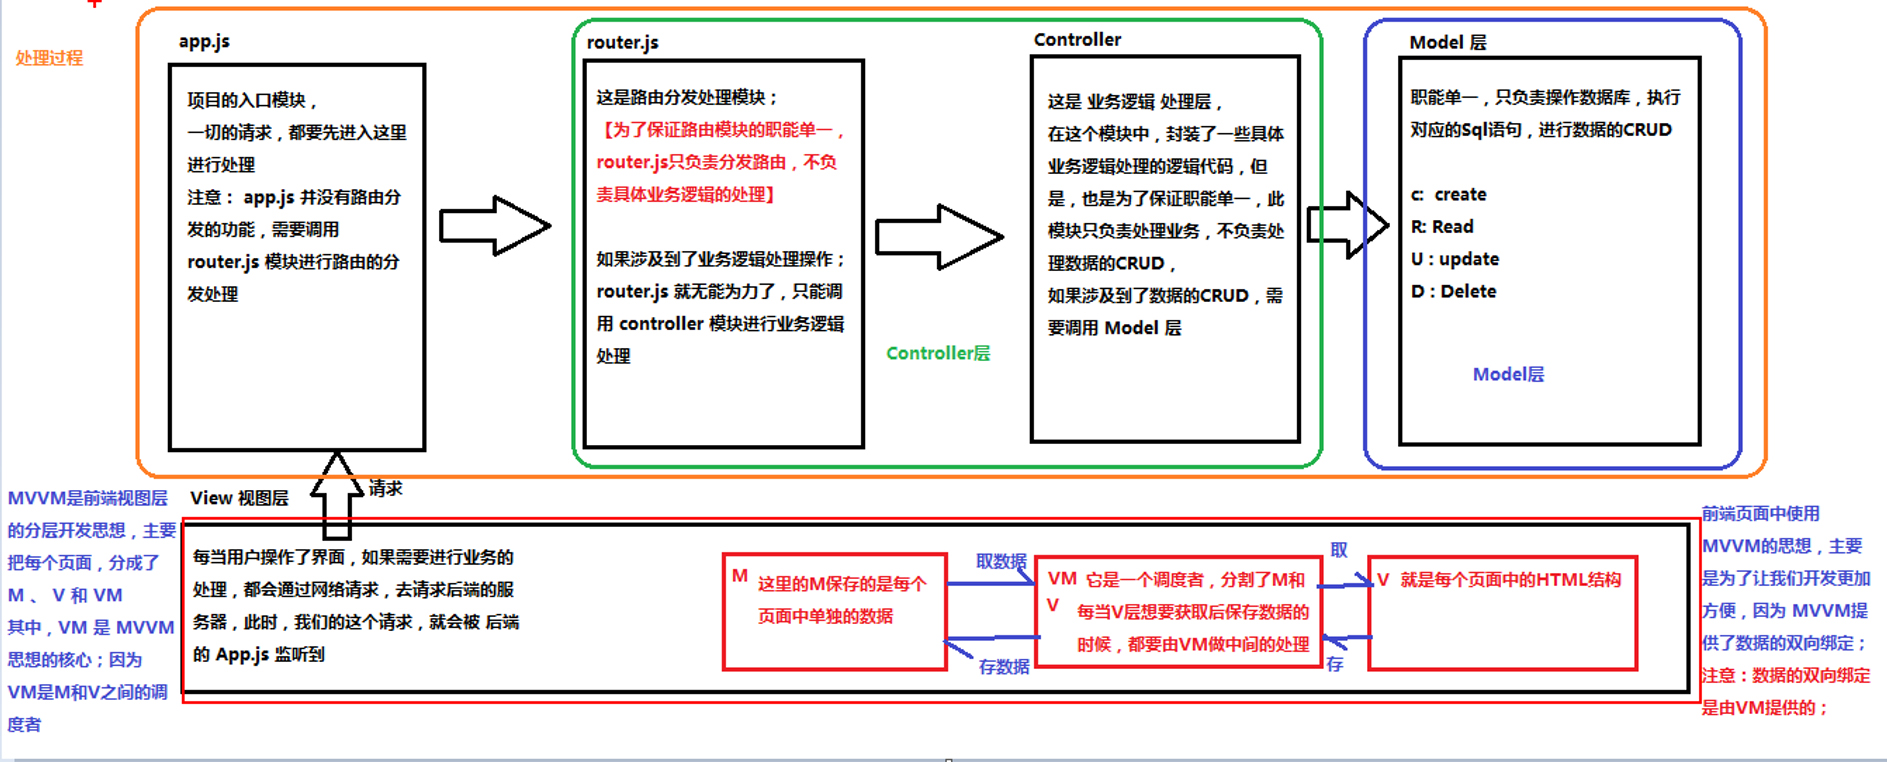 处理过程
app.js
项目的入口模块，
一切的请求，都要先进入这里
进行处理
注意： app.js 并没有路由分
发的功能，需要调用
router.js 模块进行路由的分
发处理
router.js
这是路由分发处理模块；
【为了保证路由模块的职能单一，
router.js只负责分发路由，不负
责具体业务逻辑的处理】
如果涉及到了业务逻辑处理操作；
router.js 就无能为力了，只能调
用 controller 模块进行业务逻辑
处理
Controller层
Controller
这是 业务逻辑 处理层，
在这个模块中，封装了一些具体
业务逻辑处理的逻辑代码，但
是，也是为了保证职能单一，此
模块只负责处理业务，不负责处
理数据的CRUD，
如果涉及到了数据的CRUD，需
要调用 Model 层
Model 层
职能单一，只负责操作数据库，执行
对应的Sql语句，进行数据的CRUD
c: create
R: Read
U : update
D : Delete
Model层
MVVM是前端视图层
的分层开发思想，主要
把每个页面，分成了
M 、 V 和 VM
其中，VM 是 MVVM
思想的核心；因为
VM是M和V之间的调
度者
View 视图层
请求
每当用户操作了界面，如果需要进行业务的
处理，都会通过网络请求，去请求后端的服
务器，此时，我们的这个请求，就会被 后端
的 App.js 监听到
M 这里的M保存的是每个
页面中单独的数据
取数据
存数据
VM 它是一个调度者，分割了M和
V 每当V层想要获取后保存数据的
时候，都要由VM做中间的处理
取
存
V 就是每个页面中的HTML结构
前端页面中使用
MVVM的思想，主要
是为了让我们开发更加
方便，因为 MVVM提
供了数据的双向绑定；
注意：数据的双向绑定
是由VM提供的；